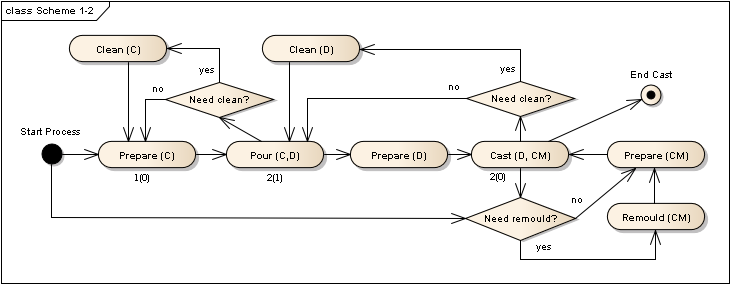 class Scheme 1-2
Clean (C)
Clean (D)
yes
yes
End Cast
no
Need clean?
no
Need clean?
Start Process
Prepare (C)
Pour (C,D)
Prepare (D)
Cast (D, CM)
Prepare (CM)
1(0)
2(1)
2(0)
no
Need remould?
Remould (CM)
yes